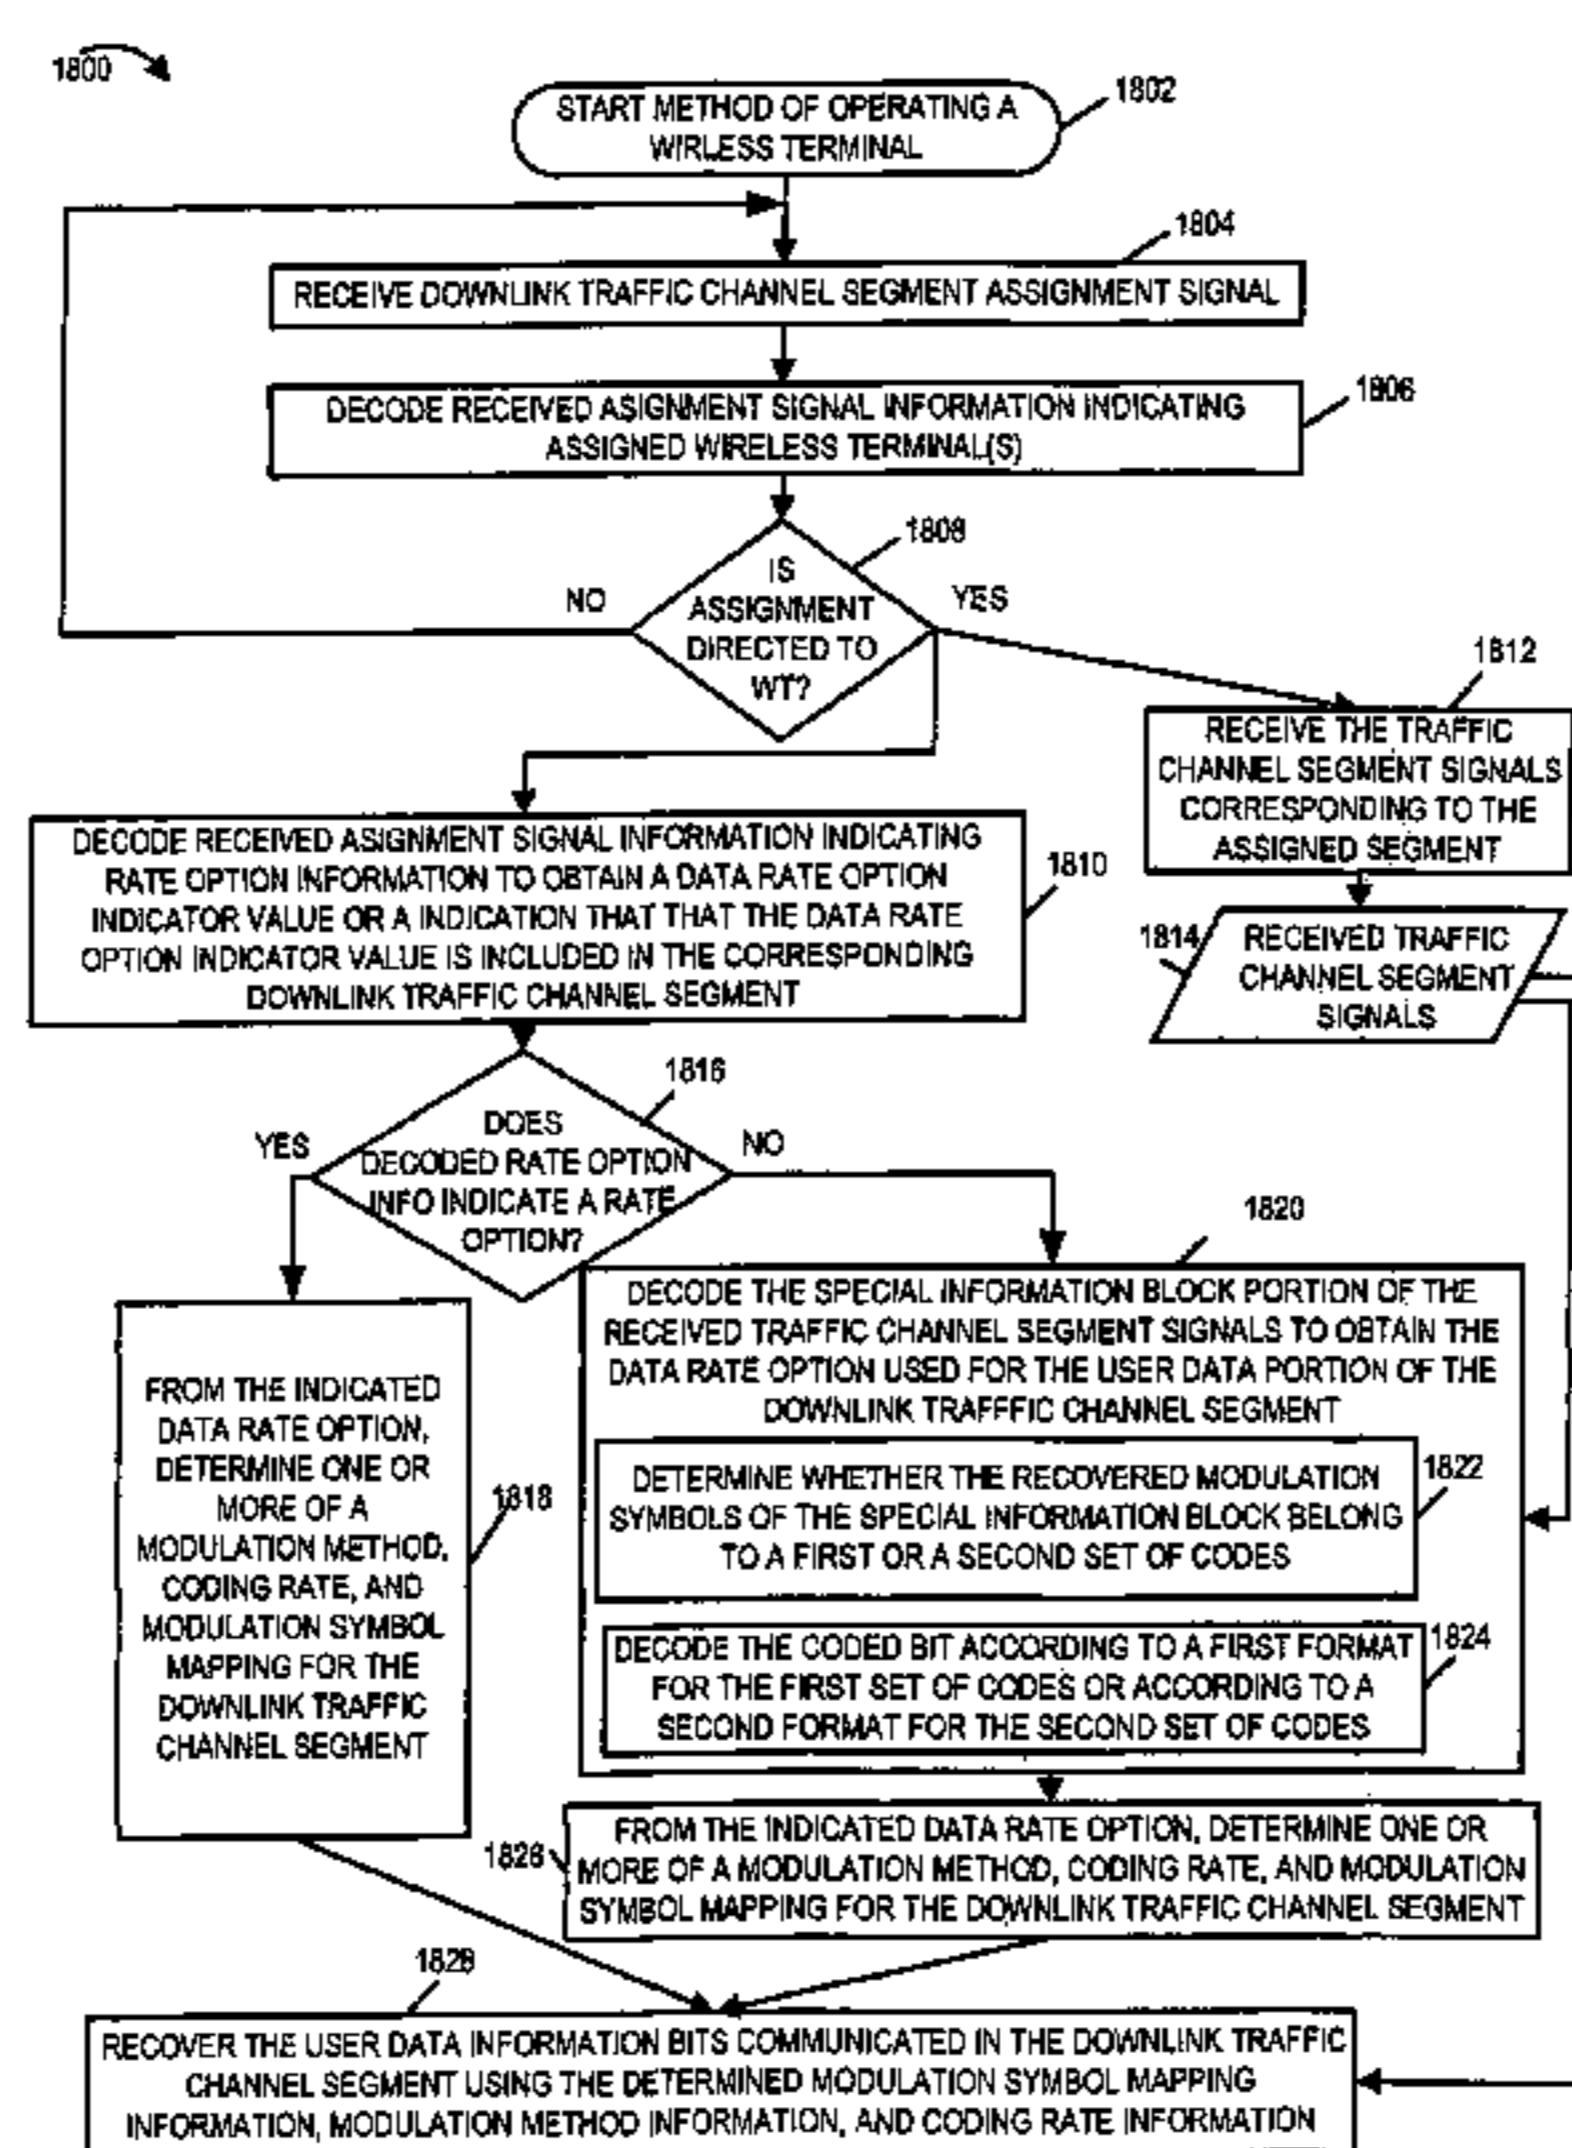 1800
START METHOD OF OPERATING A
WIRLESS TERMINAL
1802
1804
RECEIVE DOWNLINK TRAFFIC CHANNEL SEGMENT ASSIGNMENT SIGNAL
1806
DECODE RECEIVED ASIGNMENT SIGNAL INFORMATION INDICATING
ASSIGNED WIRELESS TERMINAL(S)
1808
IS
ASSIGNMENT
DIRECTED TO
WT?
NO
YES
1812
RECEIVE THE TRAFFIC
CHANNEL SEGMENT SIGNALS
CORRESPONDING TO THE
ASSIGNED SEGMENT
DECODE RECEIVED ASIGNMENT SIGNAL INFORMATION INDICATING
RATE OPTION INFORMATION TO OBTAIN A DATA RATE OPTION
INDICATOR VALUE OR A INDICATION THAT THAT THE DATA RATE
OPTION INDICATOR VALUE IS INCLUDED IN THE CORRESPONDING
DOWNLINK TRAFFIC CHANNEL SEGMENT
1810
1814
RECEIVED TRAFFIC
CHANNEL SEGMENT
SIGNALS
1816
DOES
DECODED RATE OPTION
INFO INDICATE A RATE
OPTION?
YES
NO
1820
DECODE THE SPECIAL INFORMATION BLOCK PORTION OF THE
RECEIVED TRAFFIC CHANNEL SEGMENT SIGNALS TO OBTAIN THE
DATA RATE OPTION USED FOR THE USER DATA PORTION OF THE
DOWNLINK TRAFFFIC CHANNEL SEGMENT
FROM THE INDICATED
DATA RATE OPTION,
DETERMINE ONE OR
MORE OF A
MODULATION METHOD,
CODING RATE, AND
MODULATION SYMBOL
MAPPING FOR THE
DOWNLINK TRAFFIC
CHANNEL SEGMENT
1818
DETERMINE WHETHER THE RECOVERED MODULATION
SYMBOLS OF THE SPECIAL INFORMATION BLOCK BELONG
TO A FIRST OR A SECOND SET OF CODES
1822
DECODE THE CODED BIT ACCORDING TO A FIRST FORMAT
FOR THE FIRST SET OF CODES OR ACCORDING TO A
SECOND FORMAT FOR THE SECOND SET OF CODES
1824
1826
FROM THE INDICATED DATA RATE OPTION, DETERMINE ONE OR
MORE OF A MODULATION METHOD, CODING RATE, AND MODULATION
SYMBOL MAPPING FOR THE DOWNLINK TRAFFIC CHANNEL SEGMENT
1828
RECOVER THE USER DATA INFORMATION BITS COMMUNICATED IN THE DOWNLINK TRAFFIC
CHANNEL SEGMENT USING THE DETERMINED MODULATION SYMBOL MAPPING
INFORMATION, MODULATION METHOD INFORMATION, AND CODING RATE INFORMATION